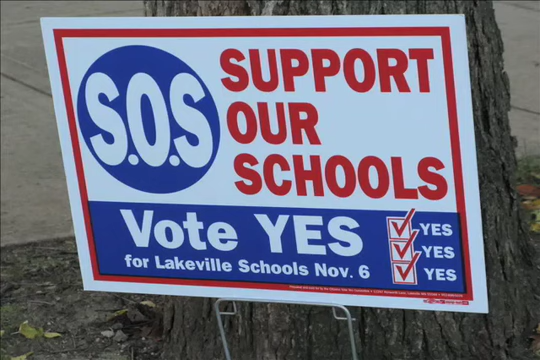 S.O.S
SUPPORT
OUR
SCHOOLS
Vote YES
for Lakeville Schools Nov. 6
YES
YES
YES